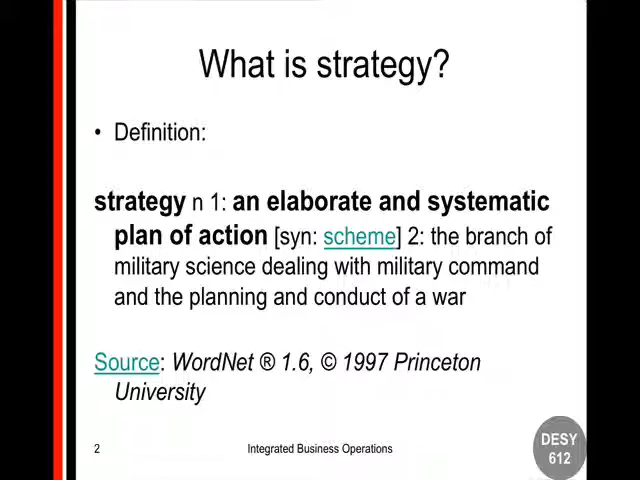 What is strategy?
• Definition:
strategy n 1: an elaborate and systematic
plan of action [syn: scheme] 2: the branch of
military science dealing with military command
and the planning and conduct of a war
Source: WordNet ® 1.6, © 1997 Princeton
University
2
Integrated Business Operations
DESY
612